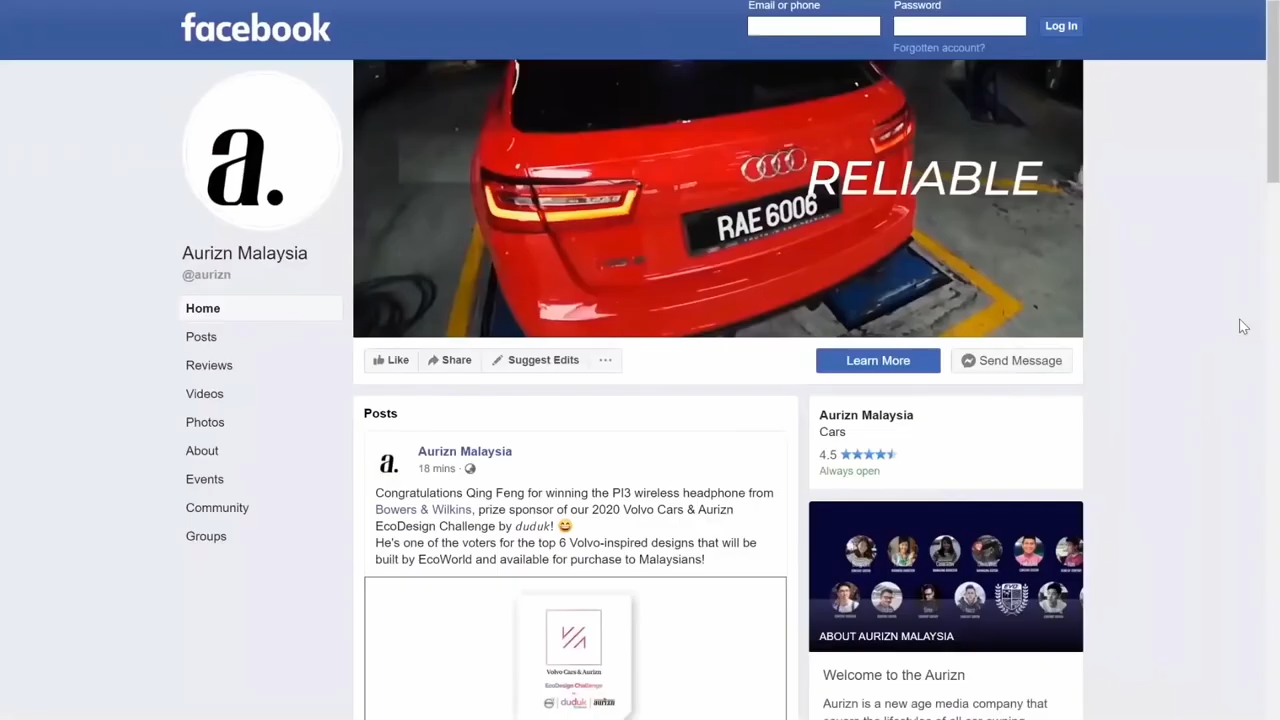 facebook
Email or phone
Password
Log In
Forgotten account?
a.
Aurizn Malaysia
@aurizn
Home
Posts
Reviews
Videos
Photos
About
Events
Community
Groups
RELIABLE
RAE 6006
Like
Share
Suggest Edits
Learn More
Send Message
Posts
a.
Aurizn Malaysia
18 mins ·
Congratulations Qing Feng for winning the PI3 wireless headphone from
Bowers & Wilkins, prize sponsor of our 2020 Volvo Cars & Aurizn
EcoDesign Challenge by duduk! 😄
He's one of the voters for the top 6 Volvo-inspired designs that will be
built by EcoWorld and available for purchase to Malaysians!
Volvo Cars & Aurizn
EcoDesign Challenge
duduk
aurizn
Aurizn Malaysia
Cars
4.5
Always open
ABOUT AURIZN MALAYSIA
Welcome to the Aurizn
Aurizn is a new age media company that